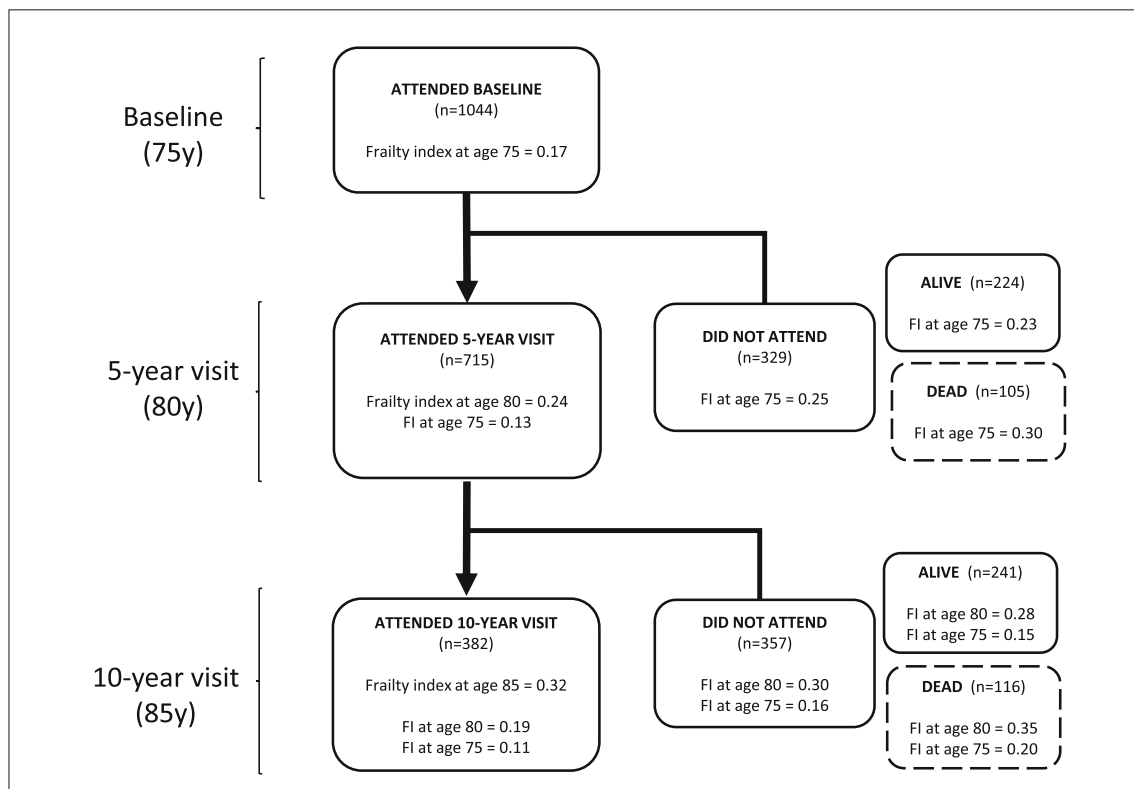 Baseline
(75y)
ATTENDED BASELINE
(n=1044)
Frailty index at age 75 = 0.17
5-year visit
(80y)
ATTENDED 5-YEAR VISIT
(n=715)
Frailty index at age 80 = 0.24
FI at age 75 = 0.13
DID NOT ATTEND
(n=329)
FI at age 75 = 0.25
ALIVE (n=224)
FI at age 75 = 0.23
DEAD (n=105)
FI at age 75 = 0.30
10-year visit
(85y)
ATTENDED 10-YEAR VISIT
(n=382)
Frailty index at age 85 = 0.32
FI at age 80 = 0.19
FI at age 75 = 0.11
DID NOT ATTEND
(n=357)
FI at age 80 = 0.30
FI at age 75 = 0.16
ALIVE (n=241)
FI at age 80 = 0.28
FI at age 75 = 0.15
DEAD (n=116)
FI at age 80 = 0.35
FI at age 75 = 0.20